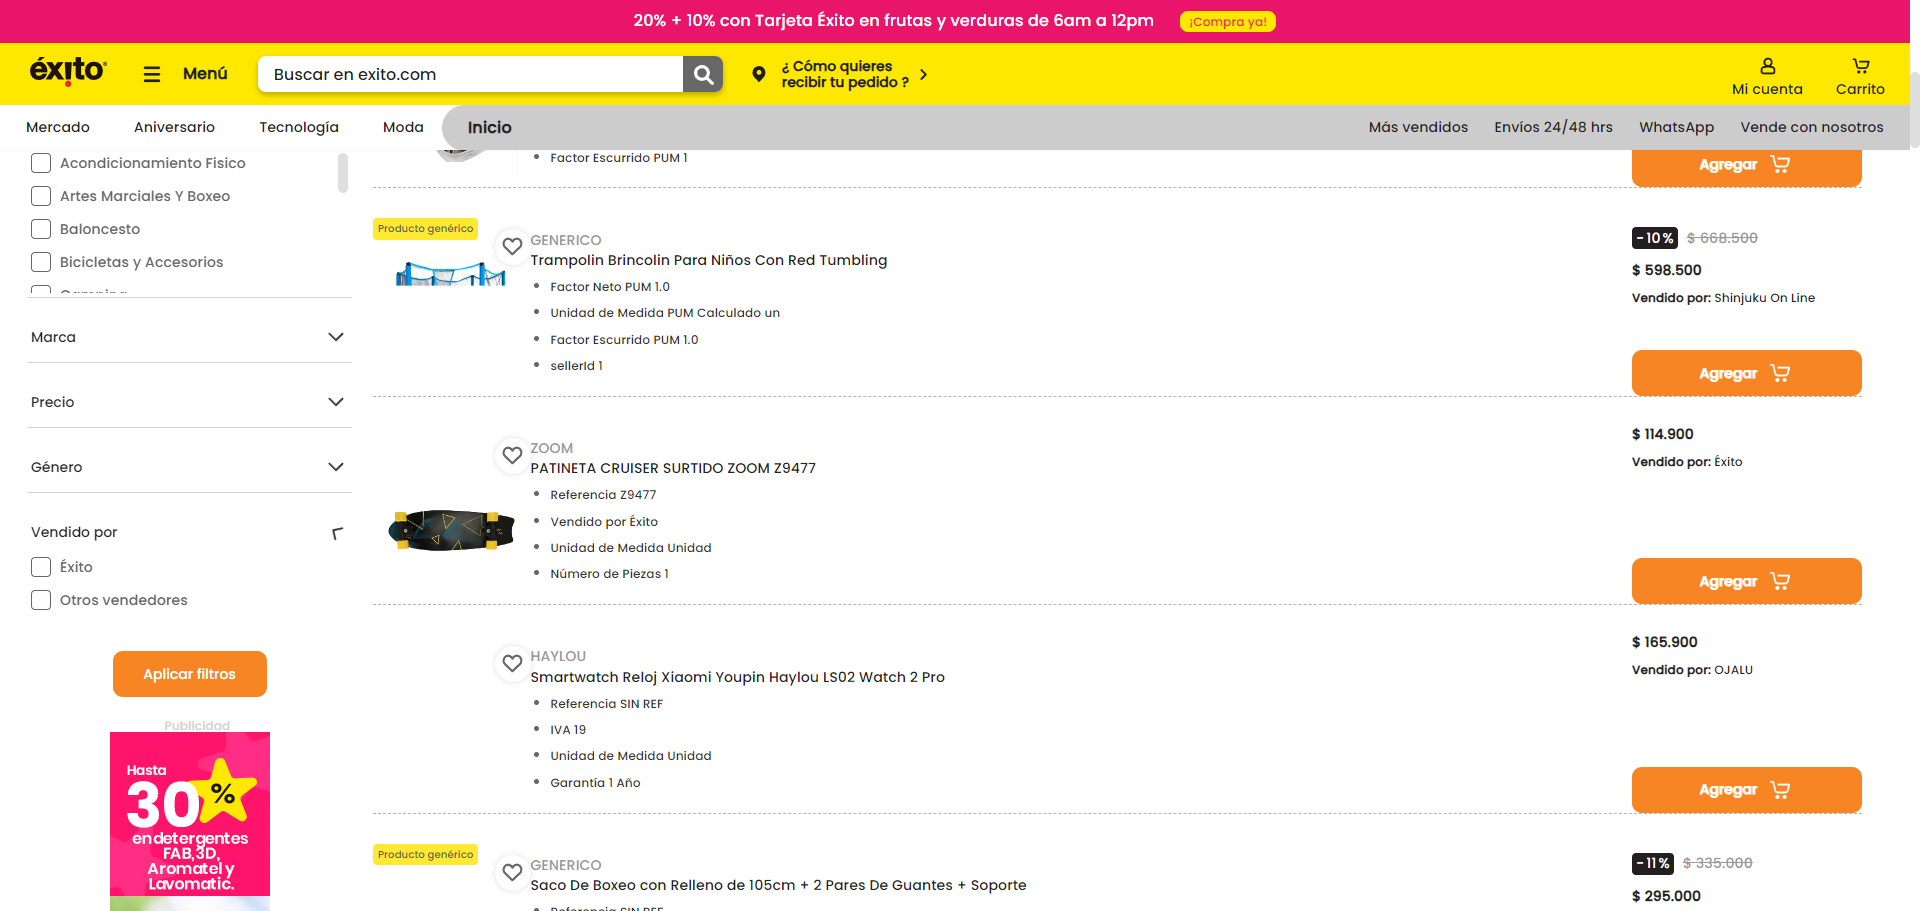 20% + 10% con Tarjeta Éxito en frutas y verduras de 6am a 12pm
¡Compra ya!
éxito
Menú
Buscar en exito.com
¿ Cómo quieres
recibir tu pedido ?
Mi cuenta
Carrito
Mercado
Aniversario
Tecnología
Moda
Inicio
Más vendidos
Envíos 24/48 hrs
WhatsApp
Vende con nosotros
Acondicionamiento Fisico
Artes Marciales Y Boxeo
Baloncesto
Bicicletas y Accesorios
Marca
Precio
Género
Vendido por
Éxito
Otros vendedores
Aplicar filtros
Publicidad
Hasta
30%
en detergentes
FAB,3D,
Aromatel y
Lavomatic.
Factor Escurrido PUM 1
Agregar
Producto genérico
GENERICO
Trampolin Brincolin Para Niños Con Red Tumbling
Factor Neto PUM 1.0
Unidad de Medida PUM Calculado un
Factor Escurrido PUM 1.0
sellerId 1
-10%
$ 668.500
$ 598.500
Vendido por: Shinjuku On Line
Agregar
ZOOM
PATINETA CRUISER SURTIDO ZOOM Z9477
Referencia Z9477
Vendido por Éxito
Unidad de Medida Unidad
Número de Piezas 1
$ 114.900
Vendido por: Éxito
Agregar
HAYLOU
Smartwatch Reloj Xiaomi Youpin Haylou LS02 Watch 2 Pro
Referencia SIN REF
IVA 19
Unidad de Medida Unidad
Garantía 1 Año
$ 165.900
Vendido por: OJALU
Agregar
Producto genérico
GENERICO
Saco De Boxeo con Relleno de 105cm + 2 Pares De Guantes + Soporte
Referencia SIN REF
-11%
$ 335.000
$ 295.000